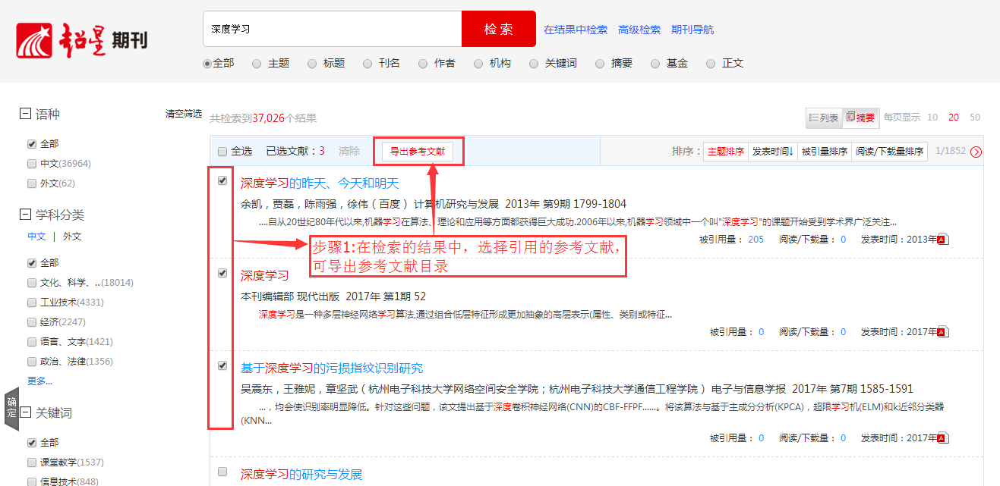 超星 期刊
深度学习
检 索
在结果中检索 高级检索 期刊导航
全部 主题 标题 刊名 作者 机构 关键词 摘要 基金 正文
语种
清空筛选
全部
中文(36964)
外文(62)
学科分类
中文 | 外文
全部
文化、科学、..(18014)
工业技术(4331)
经济(2247)
语言、文字(1421)
政治、法律(1356)
更多...
确定
关键词
全部
课堂教学(1537)
信息技术(848)
共检索到37,026个结果
列表 摘要 每页显示 10 20 50
全选 已选文献：3 清除 导出参考文献 排序： 主题排序 发表时间↓ 被引量排序 阅读/下载量排序 1/1852
深度学习的昨天、今天和明天
余凯，贾磊，陈雨强，徐伟（百度） 计算机研究与发展 2013年 第9期 1799-1804
....自从20世纪80年代以来,机器学习在算法、理论和应用等方面都获得巨大成功.2006年以来,机器学习领域中一个叫"深度学习"的课题开始受到学术界广泛关注...
被引用量： 205 阅读/下载量： 0 发表时间：2013年
步骤1:在检索的结果中，选择引用的参考文献，
可导出参考文献目录
深度学习
本刊编辑部 现代出版 2017年 第1期 52
深度学习是一种多层神经网络学习算法,通过组合低层特征形成更加抽象的高层表示(属性、类别或特征...
被引用量： 0 阅读/下载量： 0 发表时间：2017年
基于深度学习的污损指纹识别研究
吴震东，王雅妮，章坚武（杭州电子科技大学网络空间安全学院；杭州电子科技大学通信工程学院） 电子与信息学报 2017年 第7期 1585-1591
...，均会使识别率明显降低。针对这些问题，该文提出基于深度卷积神经网络(CNN)的CBF-FFPF......。将该算法与基于主成分分析(KPCA)，超限学习机(ELM)和k近邻分类器
(KNN...
被引用量： 0 阅读/下载量： 0 发表时间：2017年
深度学习的研究与发展